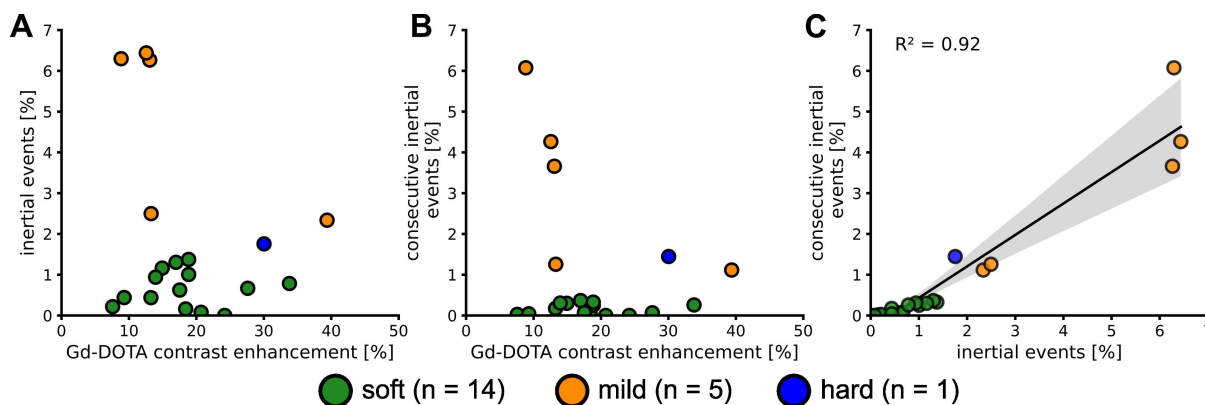 A
B
C
7
6
5
4
3
2
1
0
inertial events [%]
0
10
20
30
40
50
Gd-DOTA contrast enhancement [%]
7
6
5
4
3
2
1
0
consecutive inertial
events [%]
0
10
20
30
40
50
Gd-DOTA contrast enhancement [%]
R² = 0.92
7
6
5
4
3
2
1
0
consecutive inertial
events [%]
0
1
2
3
4
5
6
inertial events [%]
soft (n = 14)
mild (n = 5)
hard (n = 1)